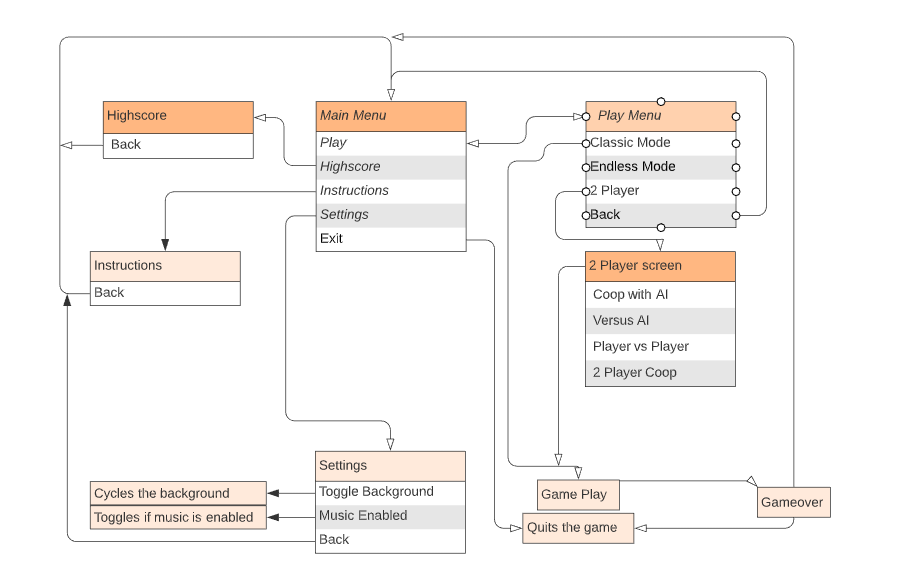 Highscore
Back
Main Menu
Play
Highscore
Instructions
Settings
Exit
Play Menu
Classic Mode
Endless Mode
2 Player
Back
Instructions
Back
2 Player screen
Coop with AI
Versus AI
Player vs Player
2 Player Coop
Settings
Toggle Background
Music Enabled
Back
Cycles the background
Toggles if music is enabled
Game Play
Quits the game
Gameover